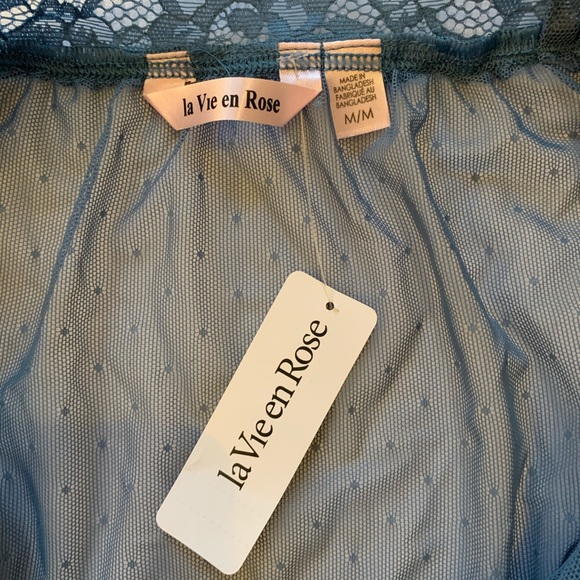 la Vie en Rose
MADE IN
BANGLADESH
FABRIQUÉ AU
BANGLADESH
M/M
la Vie en Rose